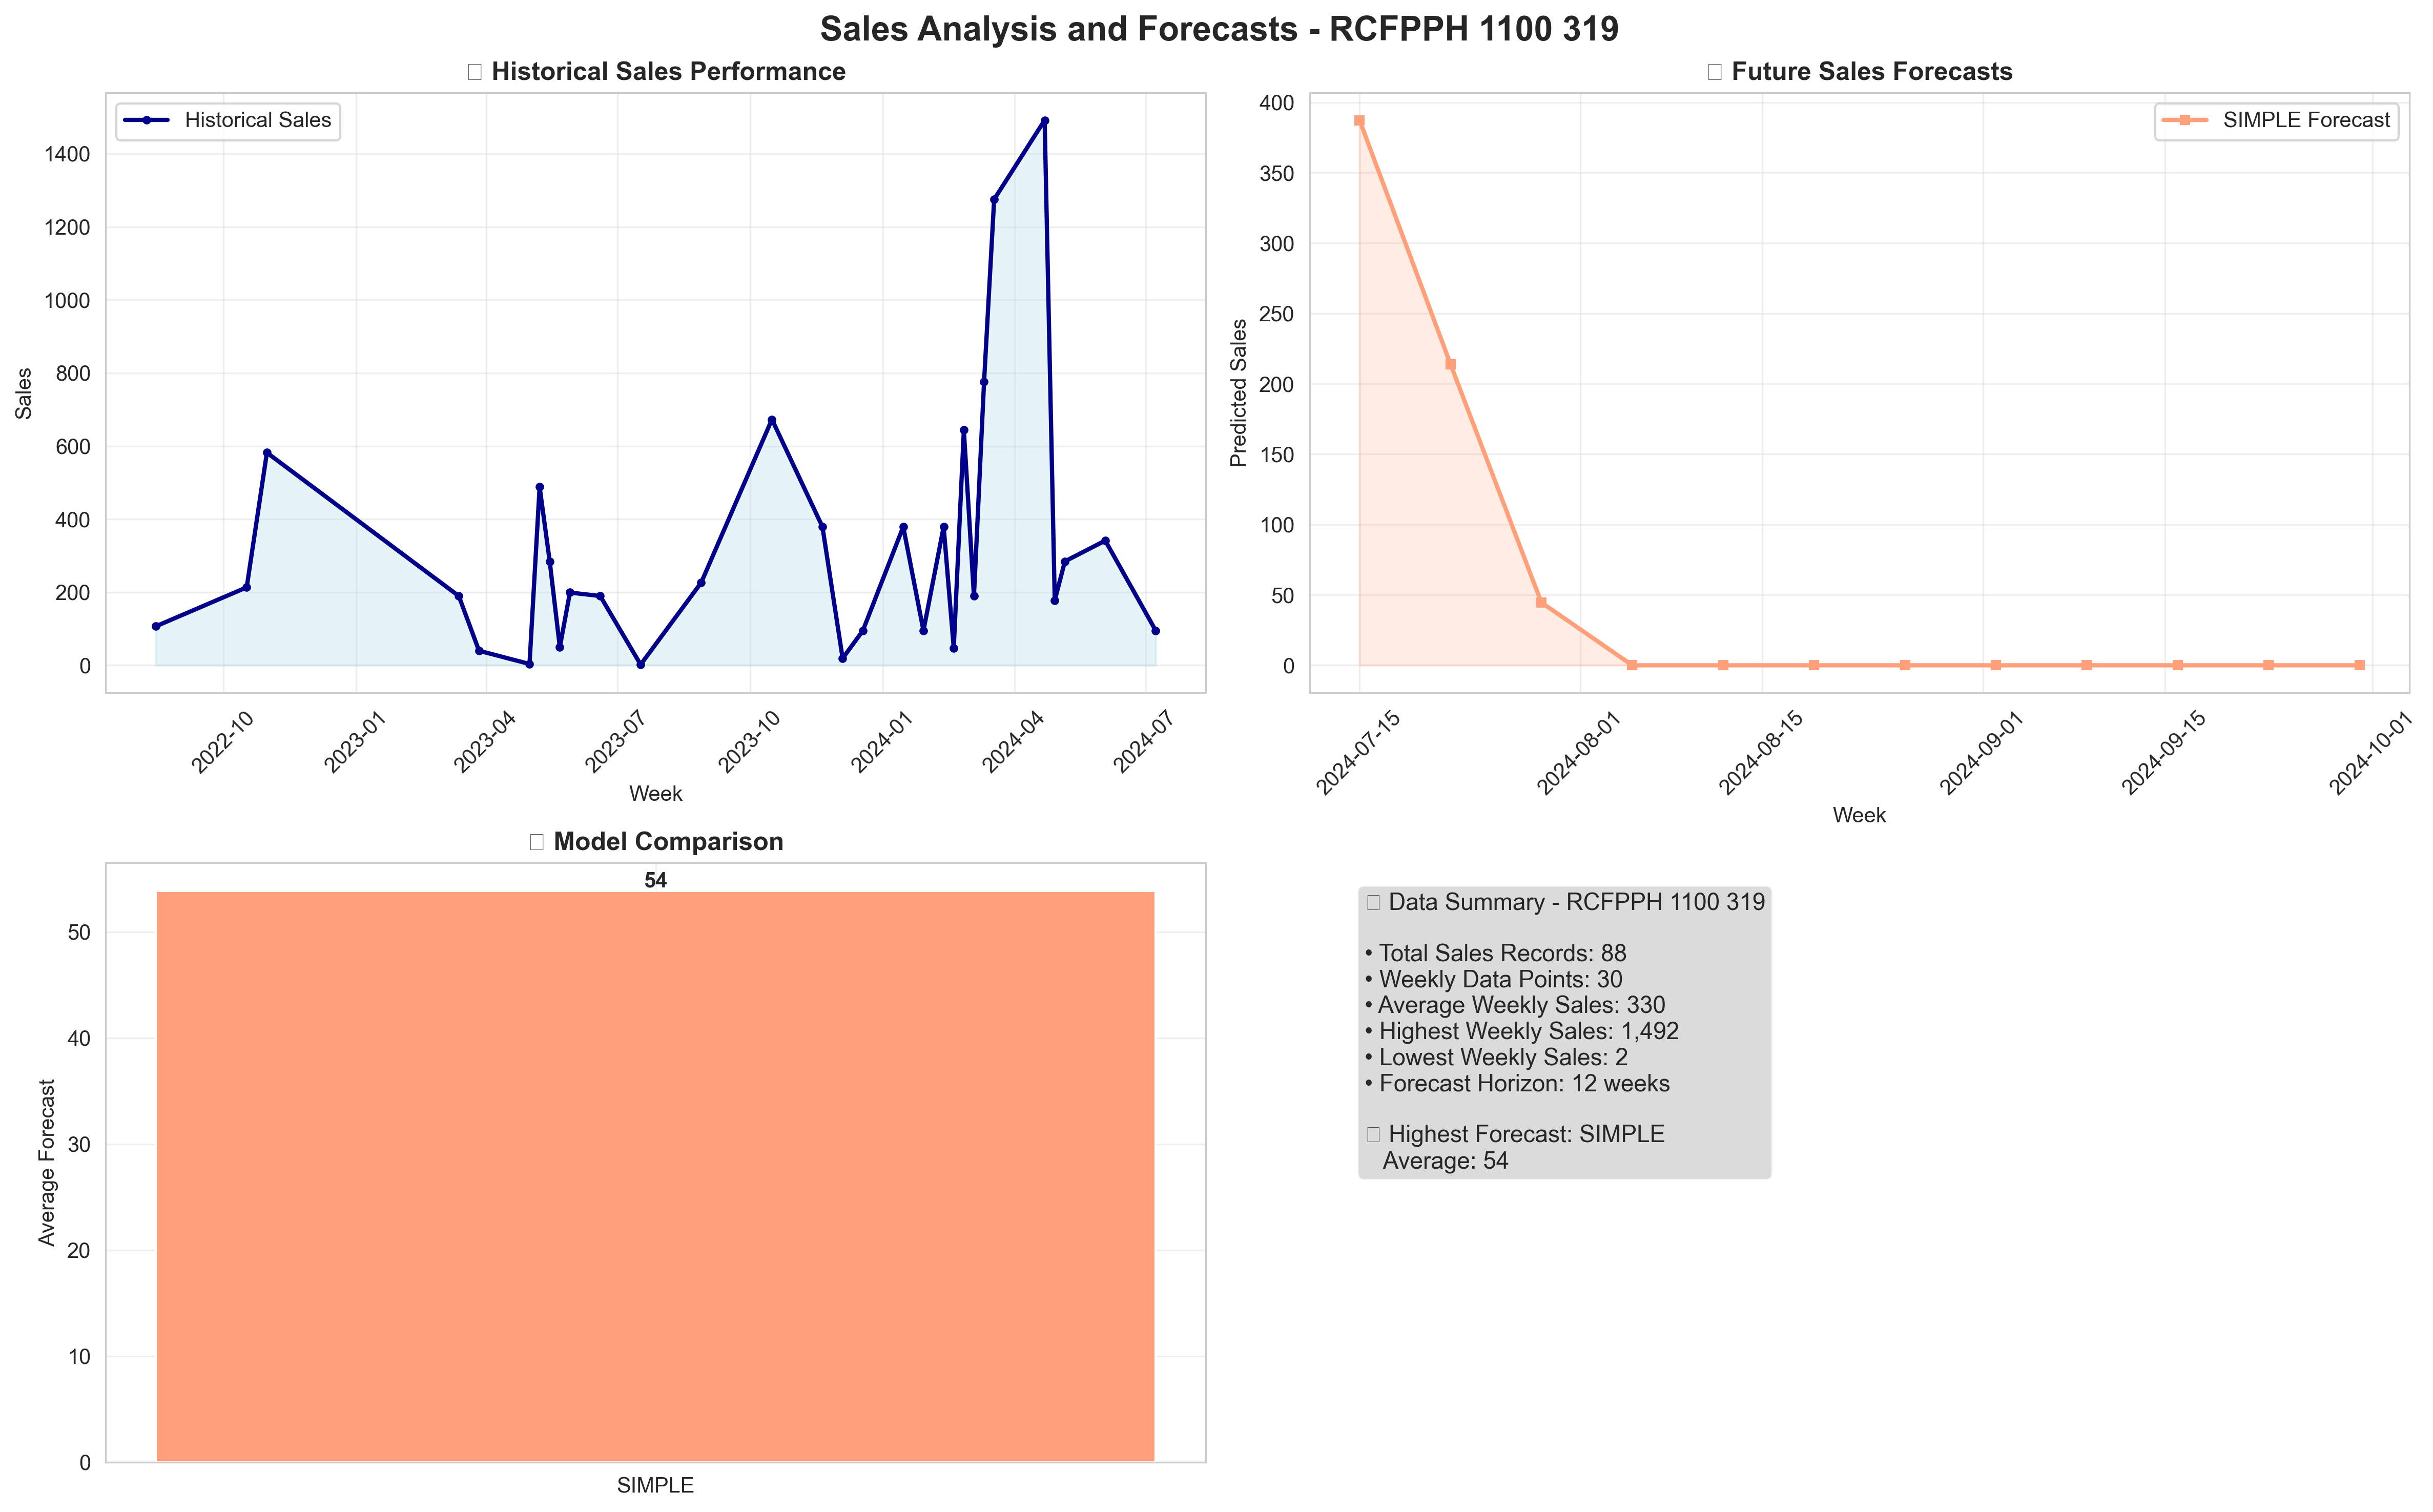 Sales Analysis and Forecasts - RCFPPH 1100 319
Historical Sales Performance
Historical Sales
Sales
1400
1200
1000
800
600
400
200
0
2022-10
2023-01
2023-04
2023-07
2023-10
2024-01
2024-04
2024-07
Week
Future Sales Forecasts
SIMPLE Forecast
Predicted Sales
400
350
300
250
200
150
100
50
0
2024-07-15
2024-08-01
2024-08-15
2024-09-01
2024-09-15
2024-10-01
Week
Model Comparison
54
Average Forecast
50
40
30
20
10
0
SIMPLE
Data Summary - RCFPPH 1100 319
• Total Sales Records: 88
• Weekly Data Points: 30
• Average Weekly Sales: 330
• Highest Weekly Sales: 1,492
• Lowest Weekly Sales: 2
• Forecast Horizon: 12 weeks
Highest Forecast: SIMPLE
Average: 54